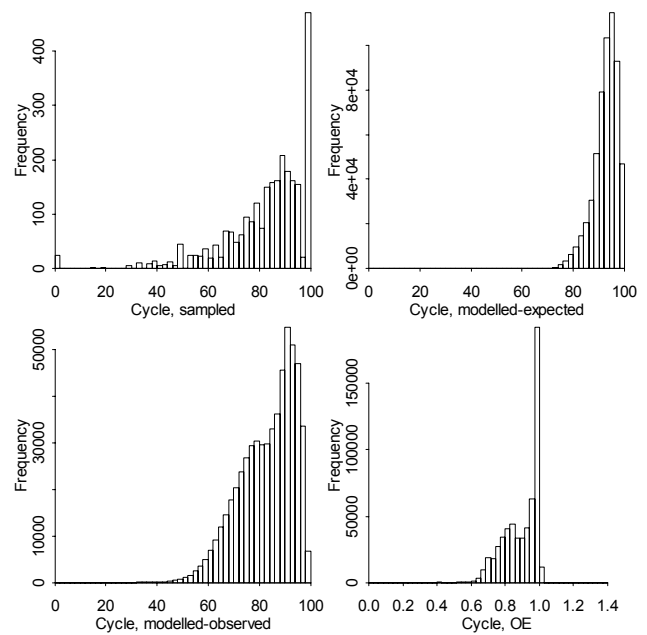 Frequency
0 100 200 300 400
0 20 40 60 80 100
Cycle, sampled
Frequency
0e+00 4e+04 8e+04
0 20 40 60 80 100
Cycle, modelled-expected
Frequency
0 10000 30000 50000
0 20 40 60 80 100
Cycle, modelled-observed
Frequency
0 50000 100000 150000
0.0 0.2 0.4 0.6 0.8 1.0 1.2 1.4
Cycle, OE